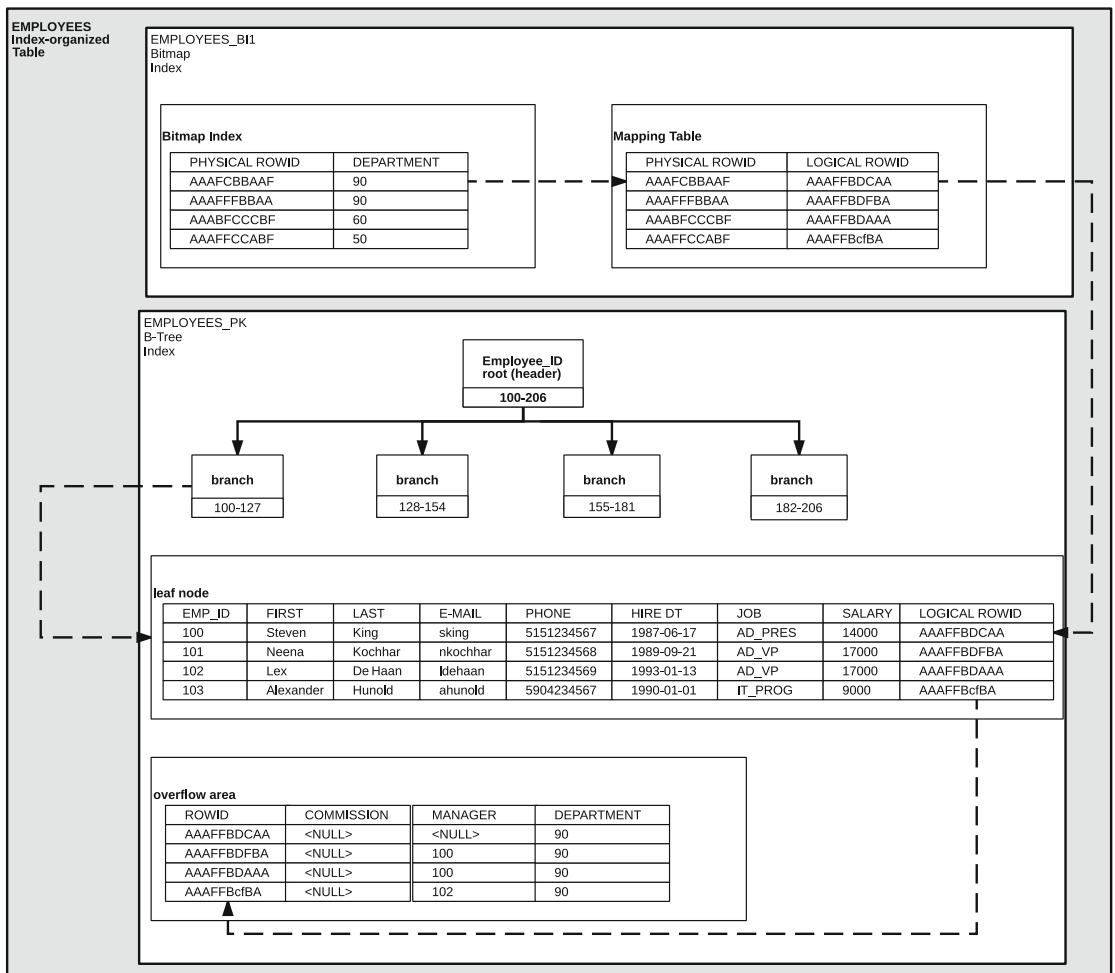 EMPLOYEES
Index-organized
Table
EMPLOYEES_BI1
Bitmap
Index
Bitmap Index
PHYSICAL ROWID DEPARTMENT
AAAFCBBAAF 90
AAAFFFBBAA 90
AAABFCCCBF 60
AAAFFCCABF 50
Mapping Table
PHYSICAL ROWID LOGICAL ROWID
AAAFCBBAAF AAAFFBDCAA
AAAFFFBBAA AAAFFBDFBA
AAABFCCCBF AAAFFBDAAA
AAAFFCCABF AAAFFBcfBA
EMPLOYEES_PK
B-Tree
Index
Employee_ID
root (header)
100-206
branch
100-127
branch
128-154
branch
155-181
branch
182-206
leaf node
EMP_ID FIRST LAST E-MAIL PHONE HIRE DT JOB SALARY LOGICAL ROWID
100 Steven King sking 5151234567 1987-06-17 AD_PRES 14000 AAAFFBDCAA
101 Neena Kochhar nkochhar 5151234568 1989-09-21 AD_VP 17000 AAAFFBDFBA
102 Lex De Haan ldehaan 5151234569 1993-01-13 AD_VP 17000 AAAFFBDAAA
103 Alexander Hunold ahunold 5904234567 1990-01-01 IT_PROG 9000 AAAFFBcfBA
overflow area
ROWID COMMISSION MANAGER DEPARTMENT
AAAFFBDCAA <NULL> <NULL> 90
AAAFFBDFBA <NULL> 100 90
AAAFFBDAAA <NULL> 100 90
AAAFFBcfBA <NULL> 102 90